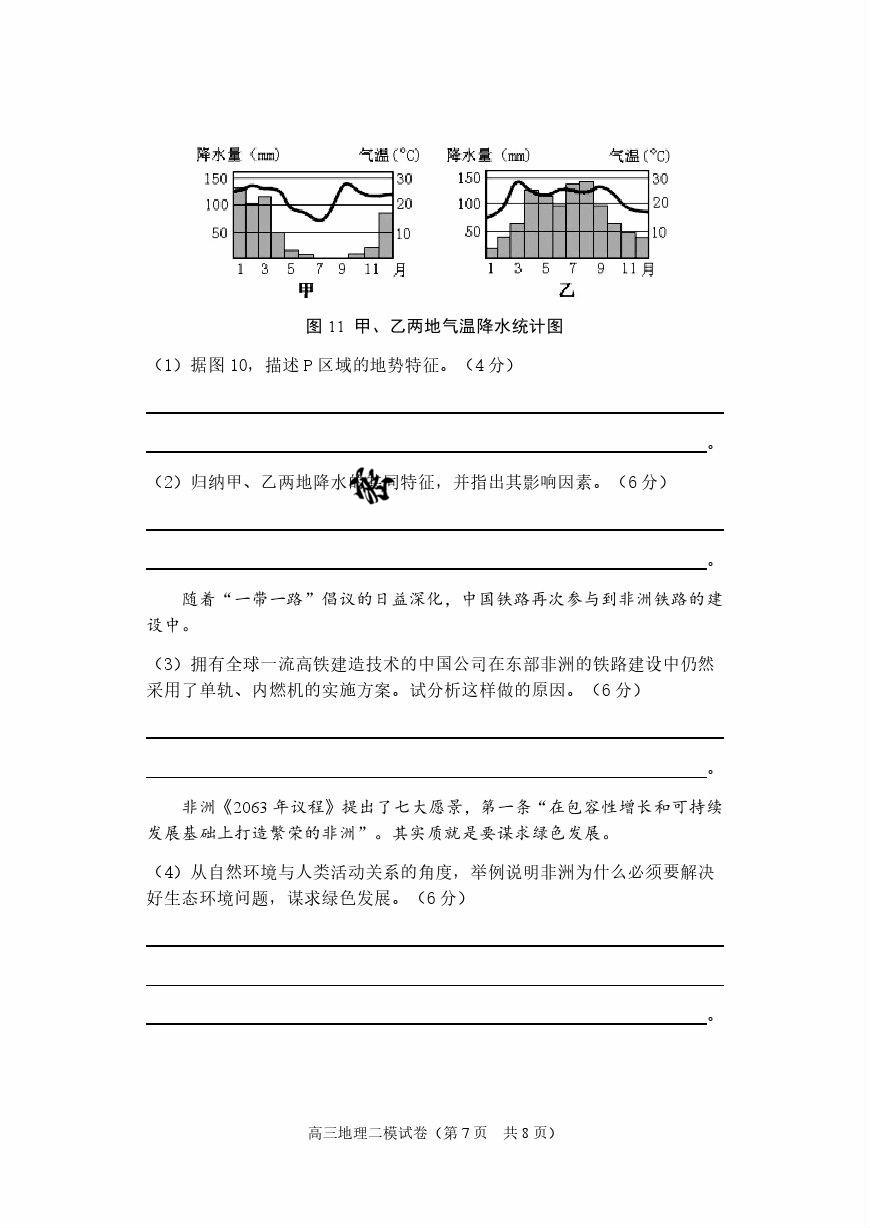 降水量 (mm) 气温(°C) 降水量 (mm) 气温(°C)
150 30 150 30
100 20 100 20
50 10 50 10
1 3 5 7 9 11 月 1 3 5 7 9 11 月
甲 乙
图 11 甲、乙两地气温降水统计图
（1）据图 10，描述 P 区域的地势特征。（4 分）
。
（2）归纳甲、乙两地降水的共同特征，并指出其影响因素。（6 分）
。
随着“一带一路”倡议的日益深化，中国铁路再次参与到非洲铁路的建
设中。
（3）拥有全球一流高铁建造技术的中国公司在东部非洲的铁路建设中仍然
采用了单轨、内燃机的实施方案。试分析这样做的原因。（6 分）
。
非洲《2063 年议程》提出了七大愿景，第一条“在包容性增长和可持续
发展基础上打造繁荣的非洲”。其实质就是要谋求绿色发展。
（4）从自然环境与人类活动关系的角度，举例说明非洲为什么必须要解决
好生态环境问题，谋求绿色发展。（6 分）
。
高三地理二模试卷（第 7 页 共 8 页）